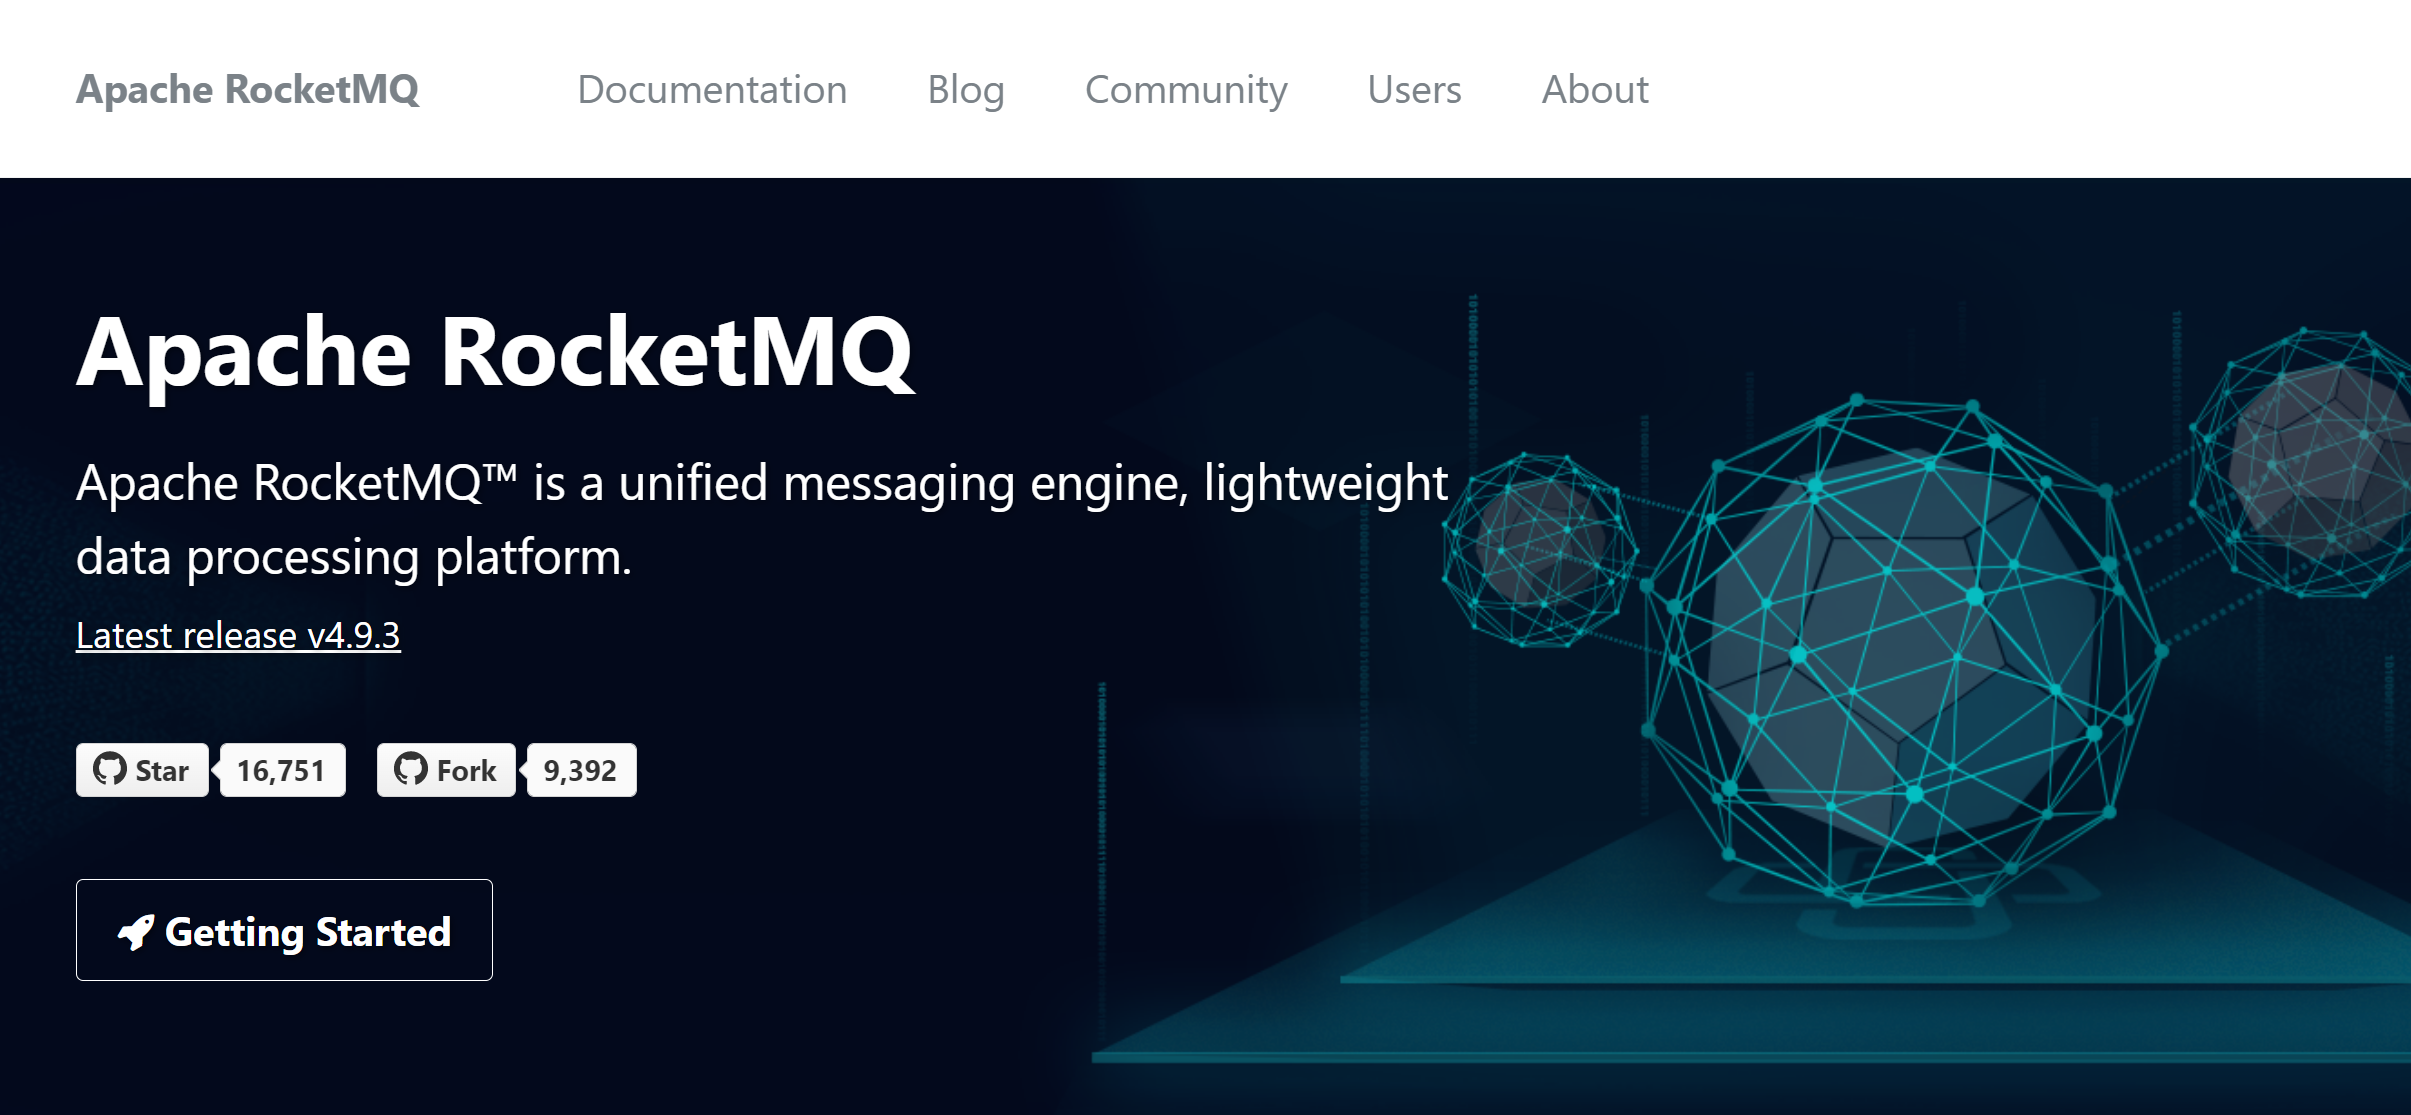 Apache RocketMQ Documentation Blog Community Users About
Apache RocketMQ
Apache RocketMQ™ is a unified messaging engine, lightweight
data processing platform.
Latest release v4.9.3
Star 16,751 Fork 9,392
Getting Started